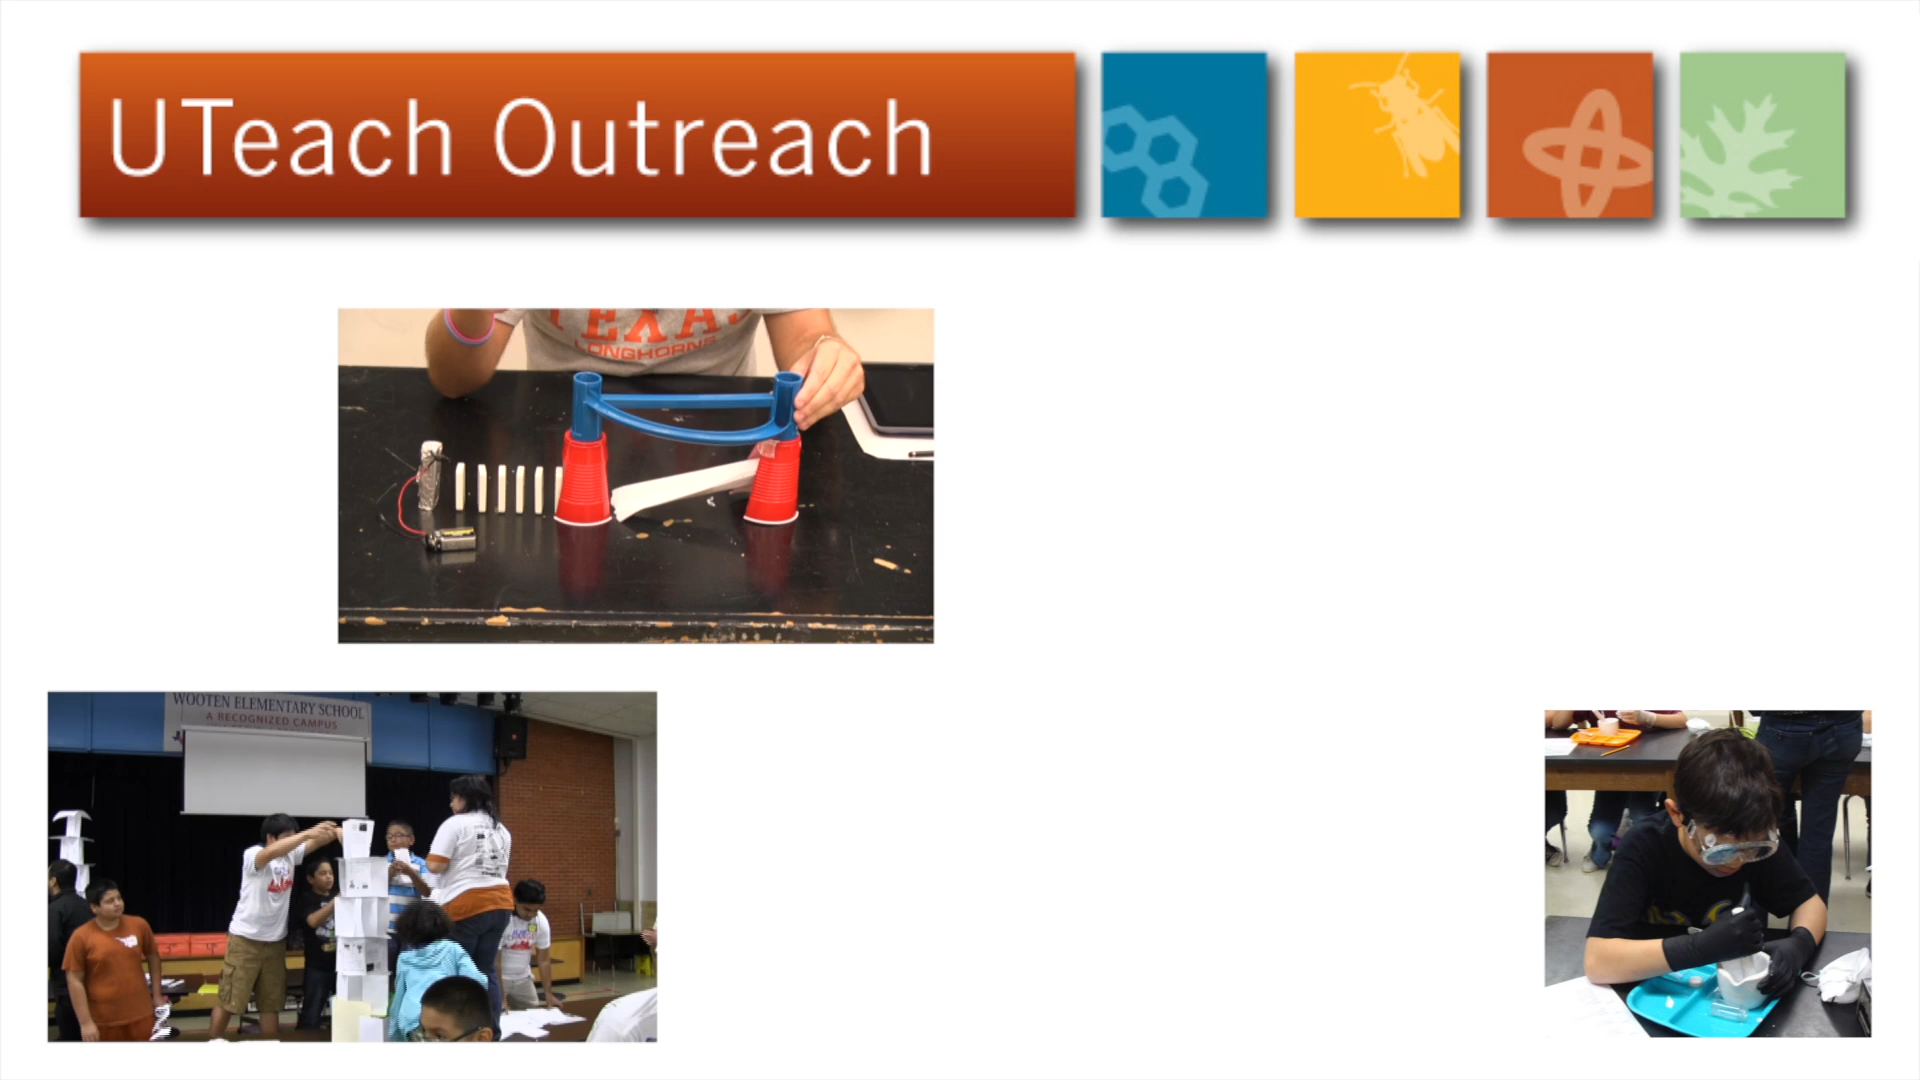 UTeach Outreach
TEXAS
LONGHORNS
WOOTEN ELEMENTARY SCHOOL
A RECOGNIZED CAMPUS